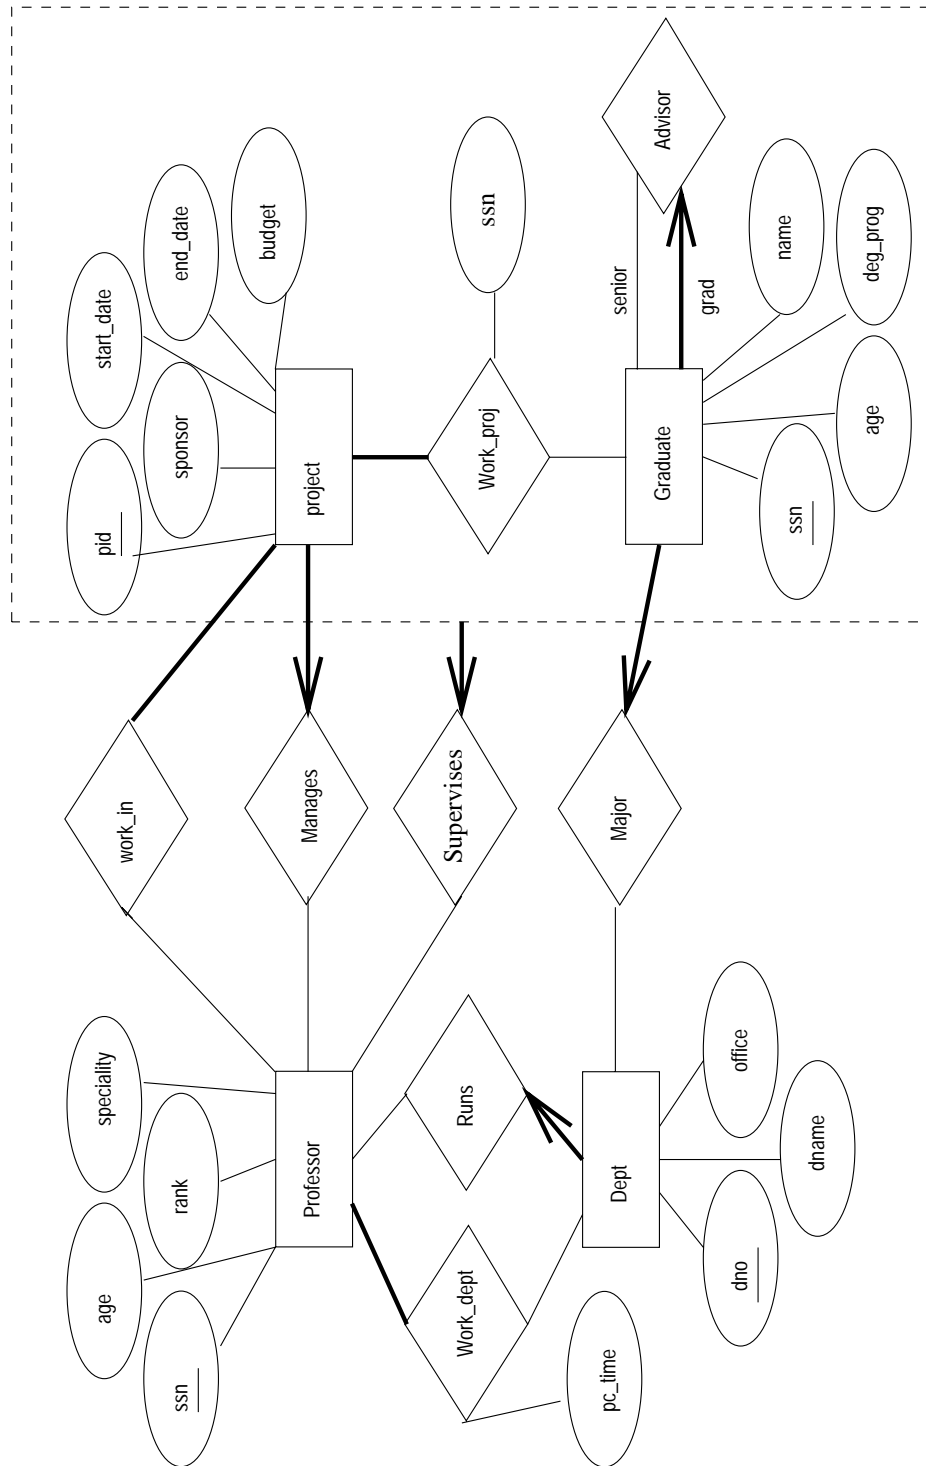 speciality
rank
age
ssn
Professor
work_in
Manages
Supervises
pid
sponsor
start_date
end_date
budget
project
Work_dept
pc_time
Runs
Major
Work_proj
ssn
Dept
dno
dname
office
Graduate
senior
grad
Advisor
ssn
age
deg_prog
name